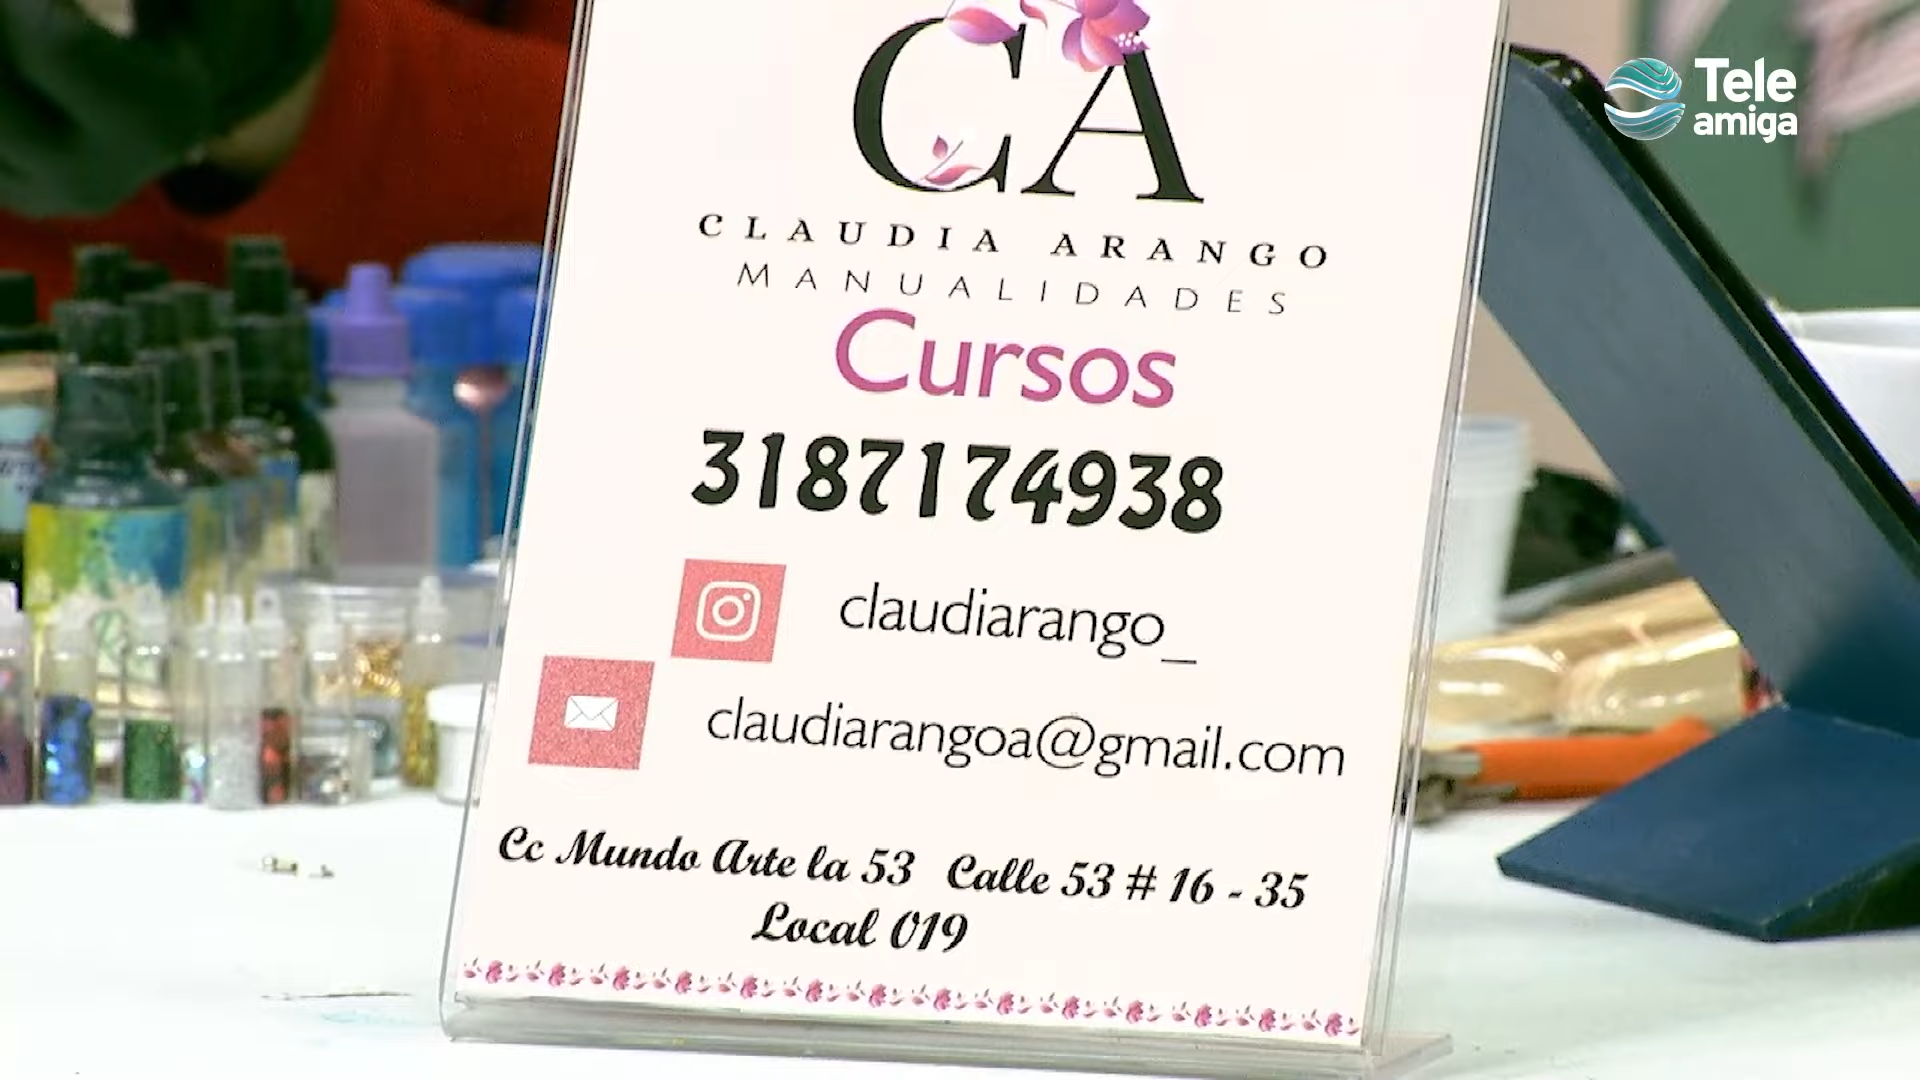 Tele
amiga
CA
CLAUDIA ARANGO
MANUALIDADES
Cursos
3187174938
claudiarango_
claudiarangoa@gmail.com
Cc Mundo Arte la 53 Calle 53 # 16 - 35
Local 019